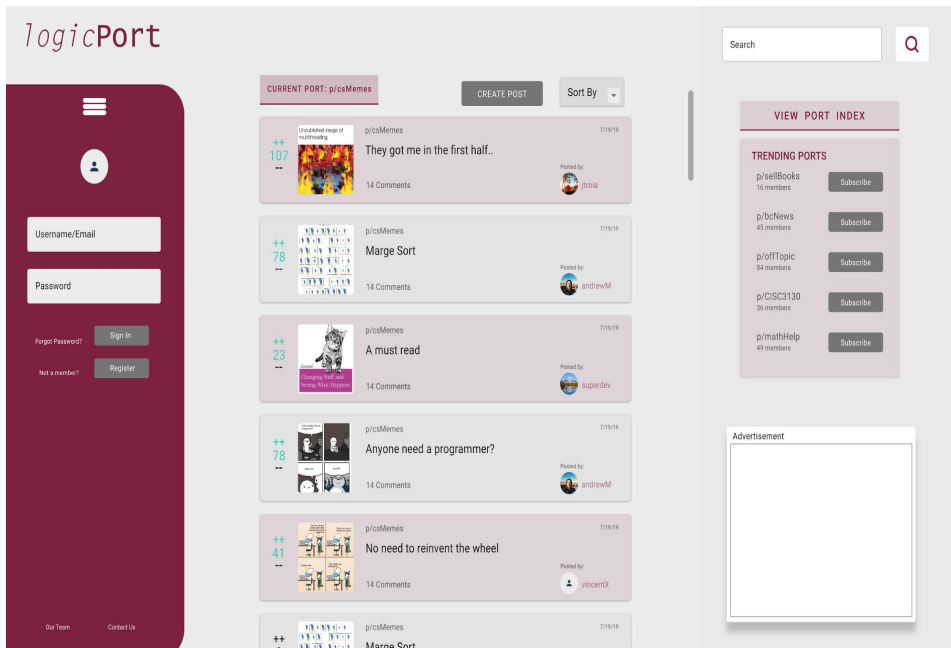 logicPort
Search
CURRENT PORT: p/csMemes
CREATE POST
Sort By
VIEW PORT INDEX
Username/Email
Password
Forgot Password?
Sign In
Not a member?
Register
Our Team
Contact Us
Unpublished image of
multithreading
++
107
--
p/csMemes
7/19/19
They got me in the first half..
14 Comments
Posted by:
jtroia
++
78
--
p/csMemes
7/19/19
Marge Sort
14 Comments
Posted by:
andrewM
++
23
--
Changing Stuff and
Seeing What Happens
p/csMemes
7/19/19
A must read
14 Comments
Posted by:
superdev
++
78
--
p/csMemes
7/19/19
Anyone need a programmer?
14 Comments
Posted by:
andrewM
++
41
--
p/csMemes
7/19/19
No need to reinvent the wheel
14 Comments
Posted by:
vincentX
++
p/csMemes
7/19/19
Marge Sort
TRENDING PORTS
p/sellBooks
16 members
Subscribe
p/bcNews
45 members
Subscribe
p/offTopic
84 members
Subscribe
p/CISC3130
36 members
Subscribe
p/mathHelp
49 members
Subscribe
Advertisement